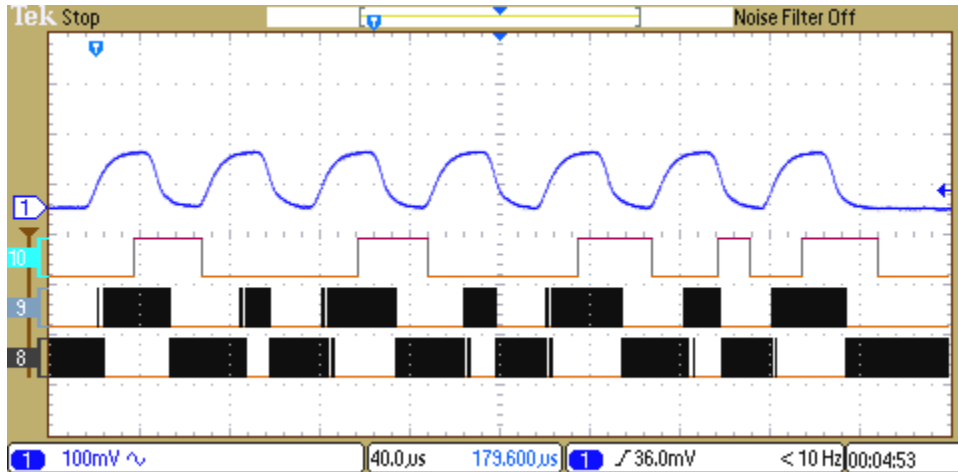 Tek Stop Noise Filter Off
T
T
1
10
9
8
1 100mV 40.0µs 179.600µs 1 36.0mV < 10 Hz 00:04:53